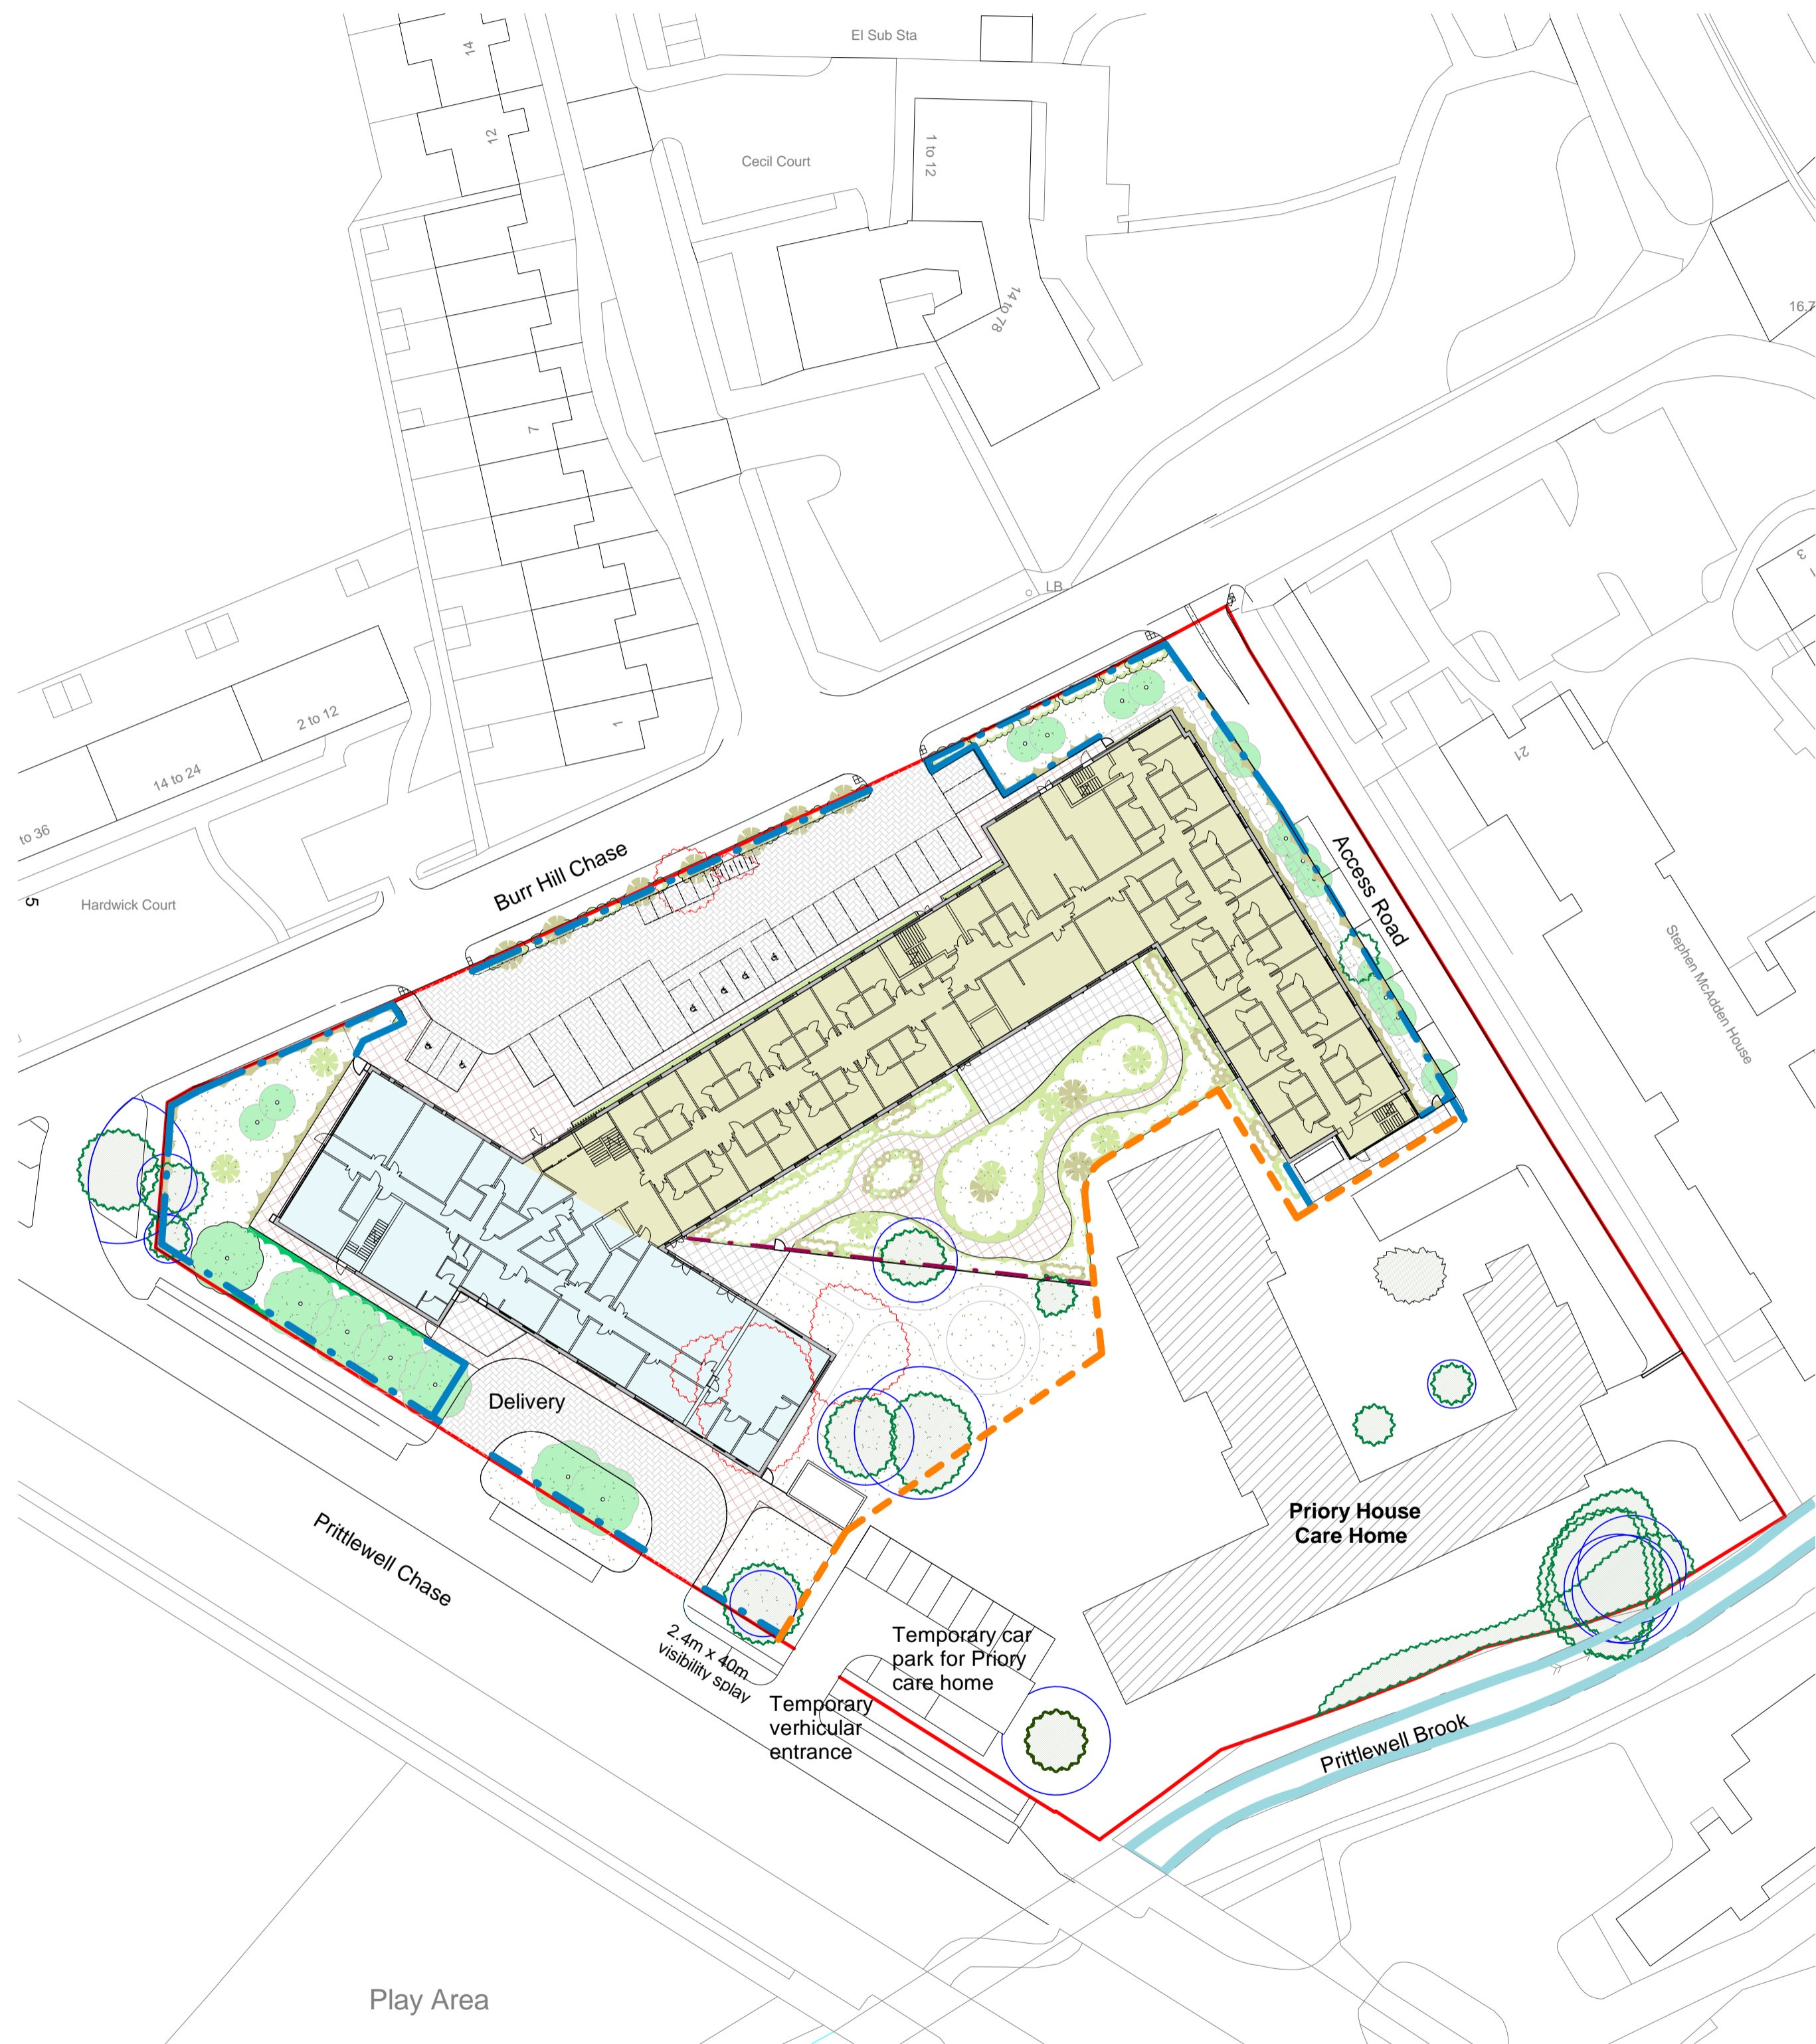 El Sub Sta
14
12
1 to 12
Cecil Court
14 to 78
16,7
7
LB
3
2 to 12
1
21
14 to 24
to 36
Burr Hill Chase
Access Road
5
Hardwick Court
Stephen McAdden House
Delivery
Priory House
Care Home
Prittlewell Chase
2.4m x 40m
visibility splay
Temporary car
park for Priory
care home
Temporary
verhicular
entrance
Prittlewell Brook
Play Area